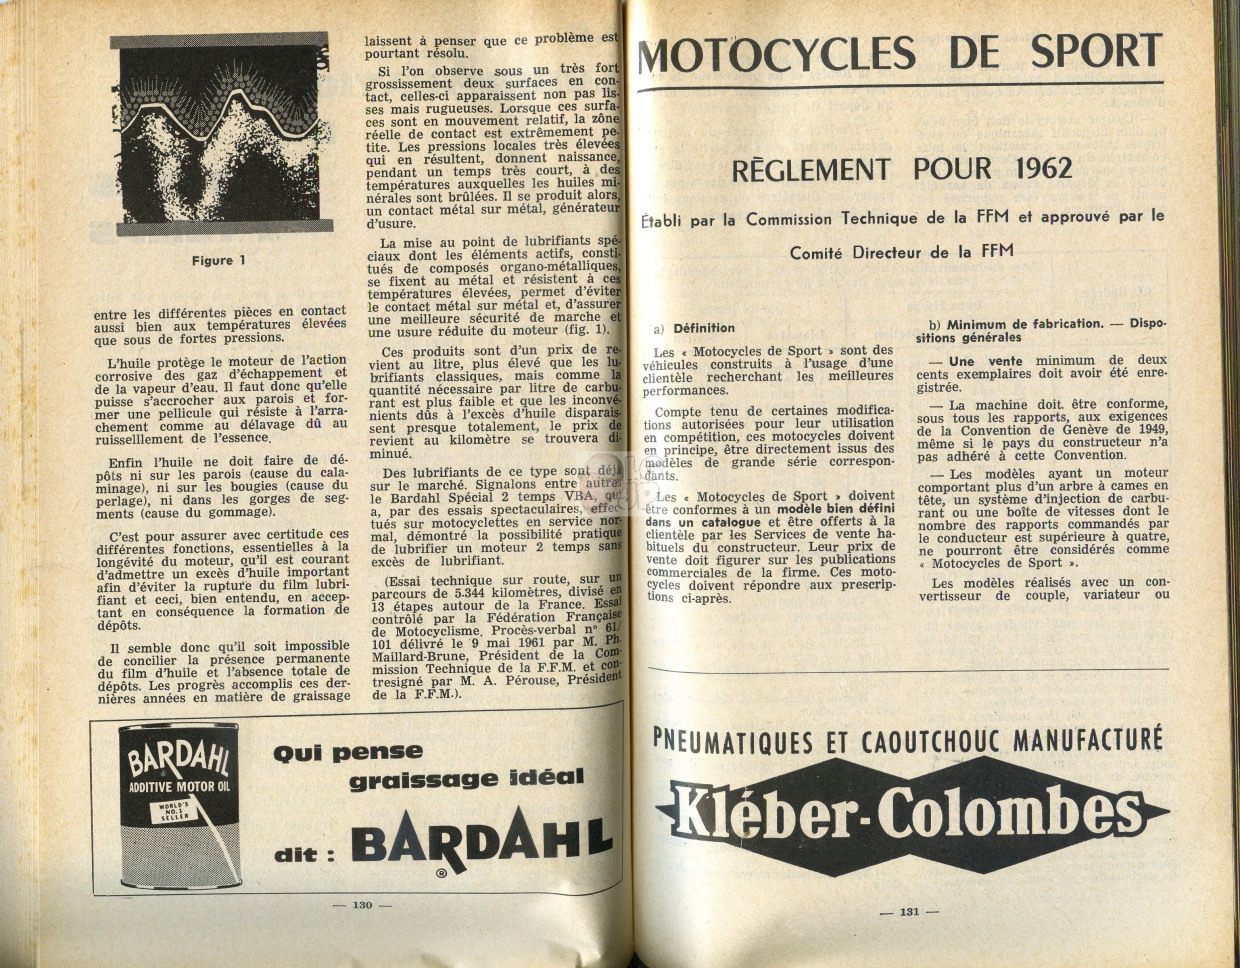 Figure 1
entre les différentes pièces en contact
aussi bien aux températures élevées
que sous de fortes pressions.
L'huile protège le moteur de l'action
corrosive des gaz d'échappement et
de la vapeur d'eau. Il faut donc qu'elle
puisse s'accrocher aux parois et for-
mer une pellicule qui résiste à l'arra-
chement comme au délavage dû au
ruisselllement de l'essence.
Enfin l'huile ne doit faire de dé-
pôts ni sur les parois (cause du cala-
minage), ni sur les bougies (cause du
perlage), ni dans les gorges de seg-
ments (cause du gommage).
C'est pour assurer avec certitude ces
différentes fonctions, essentielles à la
longévité du moteur, qu'il est courant
d'admettre un excès d'huile important
afin d'éviter la rupture du film lubri-
fiant et ceci, bien entendu, en accep-
tant en conséquence la formation de
dépôts.
Il semble donc qu'il soit impossible
de concilier la présence permanente
du film d'huile et l'absence totale de
dépôts. Les progrès accomplis ces der-
nières années en matière de graissage
laissent à penser que ce problème est
pourtant résolu.
Si l'on observe sous un très fort
grossissement deux surfaces en con-
tact, celles-ci apparaissent non pas lis-
ses mais rugueuses. Lorsque ces surfa-
ces sont en mouvement relatif, la zône
réelle de contact est extrêmement pe-
tite. Les pressions locales très élevées
qui en résultent, donnent naissance,
pendant un temps très court, à des
températures auxquelles les huiles mi-
nérales sont brûlées. Il se produit alors,
un contact métal sur métal, générateur
d'usure.
La mise au point de lubrifiants spé-
ciaux dont les éléments actifs, consti-
tués de composés organo-métalliques,
se fixent au métal et résistent à ces
températures élevées, permet d'éviter
le contact métal sur métal et, d'assurer
une meilleure sécurité de marche et
une usure réduite du moteur (fig. 1).
Ces produits sont d'un prix de re-
vient au litre, plus élevé que les lu-
brifiants classiques, mais comme la
quantité nécessaire par litre de carbu-
rant est plus faible et que les inconvé-
nients dûs à l'excès d'huile disparais-
sent presque totalement, le prix de
revient au kilomètre se trouvera di-
minué.
Des lubrifiants de ce type sont déjà
sur le marché. Signalons entre autres
le Bardahl Spécial 2 temps VBA, qui
a, par des essais spectaculaires, effec-
tués sur motocyclettes en service nor-
mal, démontré la possibilité pratique
de lubrifier un moteur 2 temps sans
excès de lubrifiant.
(Essai technique sur route, sur un
parcours de 5.344 kilomètres, divisé en
13 étapes autour de la France. Essai
contrôlé par la Fédération Française
de Motocyclisme. Procès-verbal n° 61/
101 délivré le 9 mai 1961 par M. Ph.
Maillard-Brune, Président de la Com-
mission Technique de la F.F.M. et con-
tresigné par M. A. Pérouse, Président
de la F.F.M.).
BARDAHL
®
ADDITIVE MOTOR OIL
WORLD'S
NO. 1
SELLER
Qui pense
graissage idéal
dit : BARDAHL
®
— 130 —
MOTOCYCLES DE SPORT
RÈGLEMENT POUR 1962
Établi par la Commission Technique de la FFM et approuvé par le
Comité Directeur de la FFM
a) Définition
Les « Motocycles de Sport » sont des
véhicules construits à l'usage d'une
clientèle recherchant les meilleures
performances.
Compte tenu de certaines modifica-
tions autorisées pour leur utilisation
en compétition, ces motocycles doivent
en principe, être directement issus des
modèles de grande série correspon-
dants.
Les « Motocycles de Sport » doivent
être conformes à un modèle bien défini
dans un catalogue et être offerts à la
clientèle par les Services de vente ha-
bituels du constructeur. Leur prix de
vente doit figurer sur les publications
commerciales de la firme. Ces moto-
cycles doivent répondre aux prescrip-
tions ci-après.
b) Minimum de fabrication. — Dispo-
sitions générales
— Une vente minimum de deux
cents exemplaires doit avoir été enre-
gistrée.
— La machine doit être conforme,
sous tous les rapports, aux exigences
de la Convention de Genève de 1949,
même si le pays du constructeur n'a
pas adhéré à cette Convention.
— Les modèles ayant un moteur
comportant plus d'un arbre à cames en
tête, un système d'injection de carbu-
rant ou une boîte de vitesses dont le
nombre des rapports commandés par
le conducteur est supérieure à quatre,
ne pourront être considérés comme
« Motocycles de Sport ».
Les modèles réalisés avec un con-
vertisseur de couple, variateur ou
PNEUMATIQUES ET CAOUTCHOUC MANUFACTURÉ
Kléber-Colombes
— 131 —